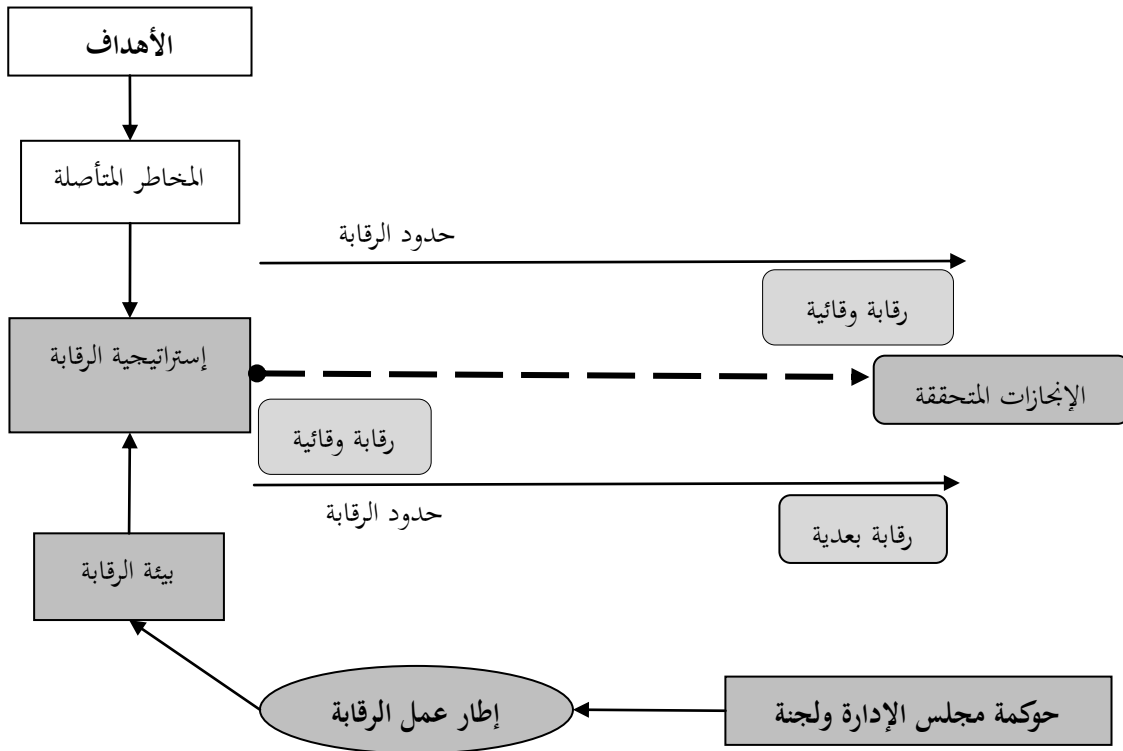 الأهداف
المخاطر المتأصلة
حدود الرقابة
رقابة وقائية
إستراتيجية الرقابة
الإنجازات المتحققة
رقابة وقائية
حدود الرقابة
رقابة بعدية
بيئة الرقابة
إطار عمل الرقابة
حوكمة مجلس الإدارة ولجنة